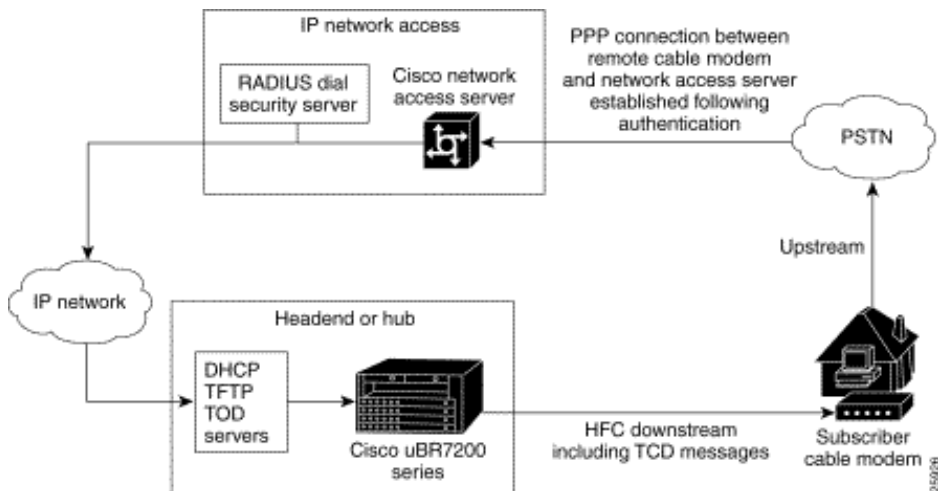 IP network access
RADIUS dial
security server
Cisco network
access server
PPP connection between
remote cable modem
and network access server
established following
authentication
PSTN
Upstream
IP network
Headend or hub
DHCP
TFTP
TOD
servers
Cisco uBR7200
series
HFC downstream
including TCD messages
Subscriber
cable modem
25926